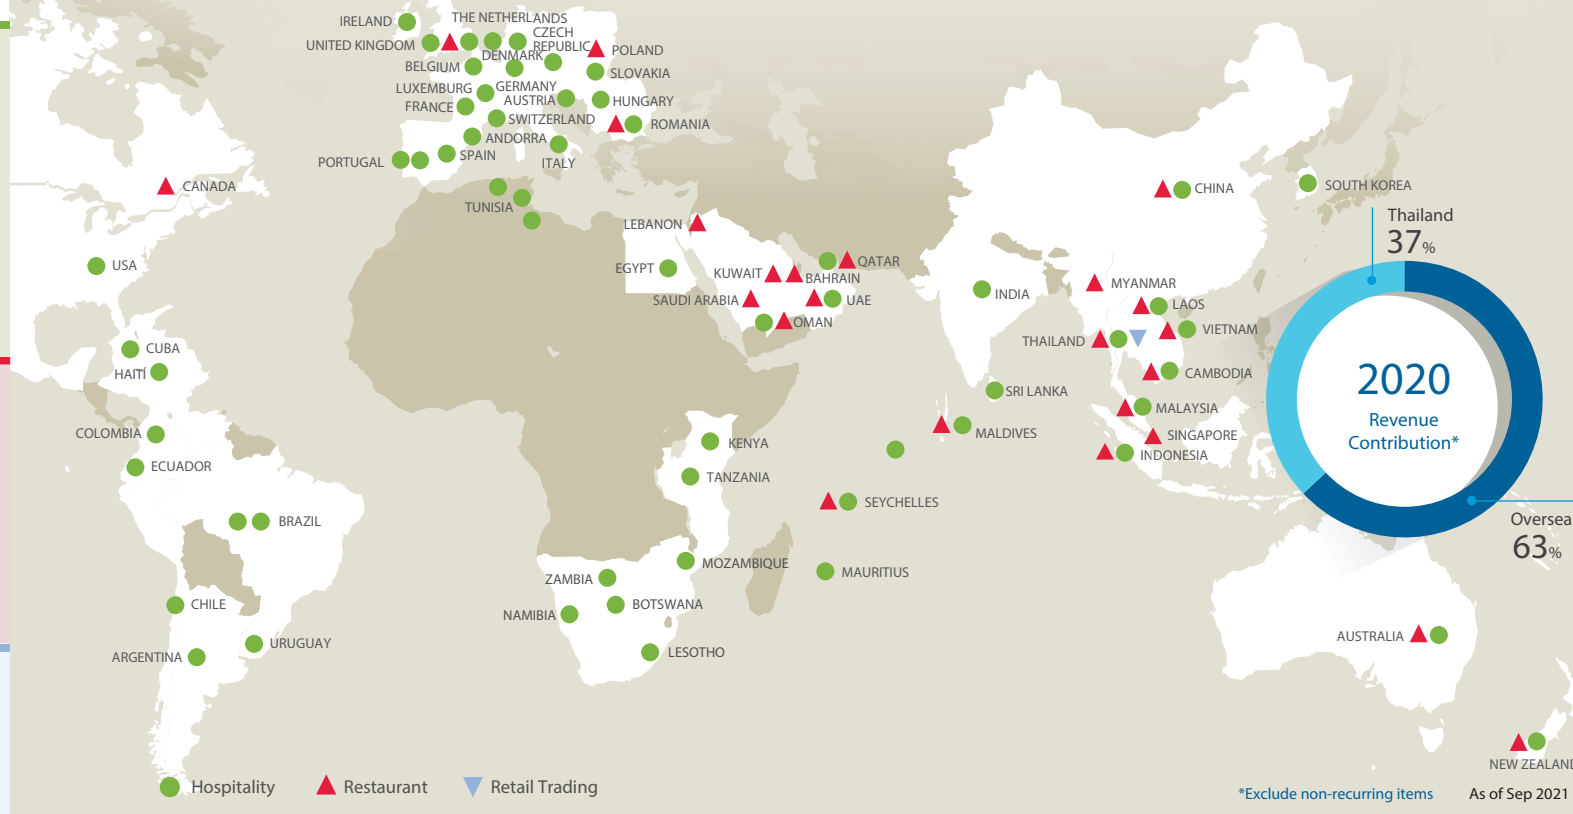 IRELAND
THE NETHERLANDS
UNITED KINGDOM
CZECH
REPUBLIC
POLAND
DENMARK
BELGIUM
SLOVAKIA
LUXEMBURG
GERMANY
AUSTRIA
FRANCE
HUNGARY
SWITZERLAND
ROMANIA
ANDORRA
SPAIN
PORTUGAL
ITALY
CANADA
TUNISIA
CHINA
SOUTH KOREA
LEBANON
Thailand
37%
USA
EGYPT
KUWAIT
BAHRAIN
QATAR
SAUDI ARABIA
UAE
OMAN
INDIA
MYANMAR
LAOS
THAILAND
VIETNAM
CUBA
HAITÍ
CAMBODIA
SRI LANKA
MALAYSIA
2020
Revenue
Contribution*
COLOMBIA
ECUADOR
KENYA
MALDIVES
SINGAPORE
INDONESIA
TANZANIA
SEYCHELLES
BRAZIL
Oversea
63%
MOZAMBIQUE
MAURITIUS
ZAMBIA
CHILE
BOTSWANA
NAMIBIA
URUGUAY
ARGENTINA
LESOTHO
AUSTRALIA
NEW ZEALAND
Hospitality
Restaurant
Retail Trading
*Exclude non-recurring items
As of Sep 2021